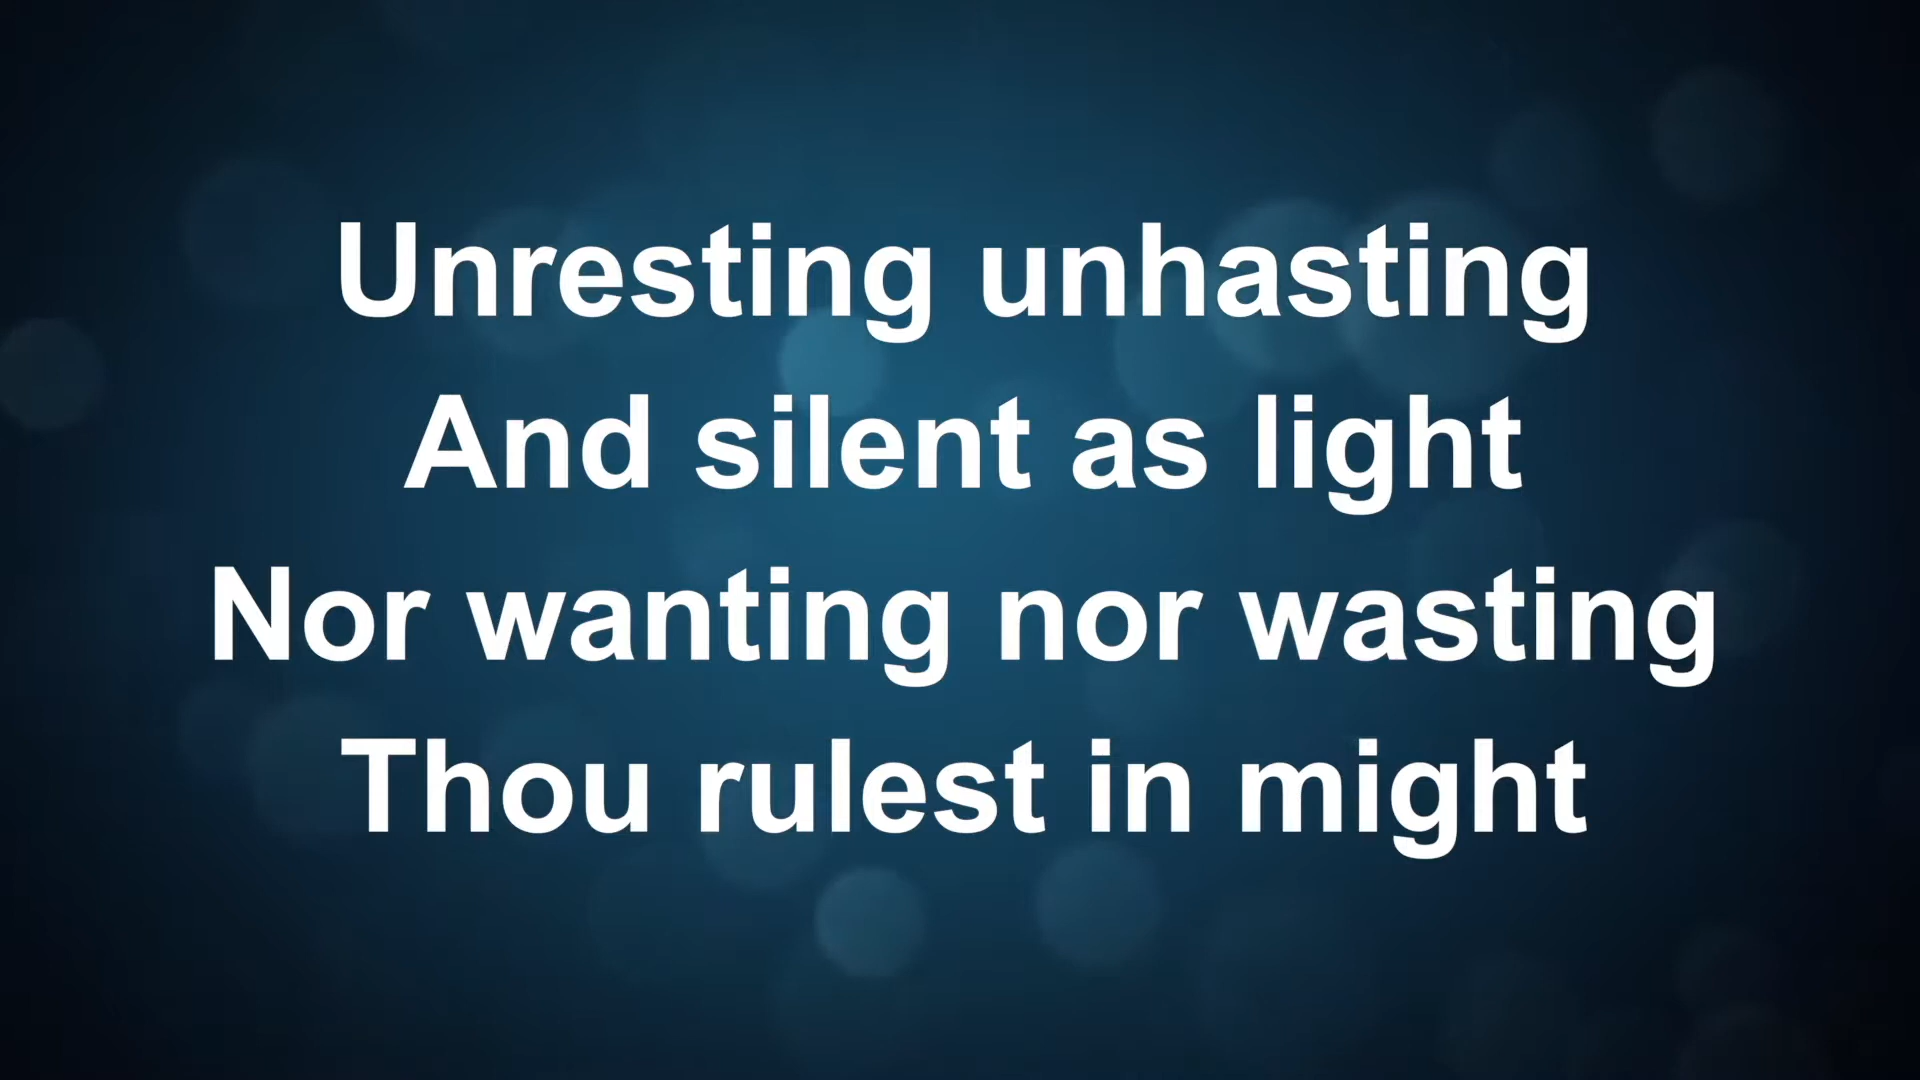 Unresting unhasting
And silent as light
Nor wanting nor wasting
Thou rulest in might